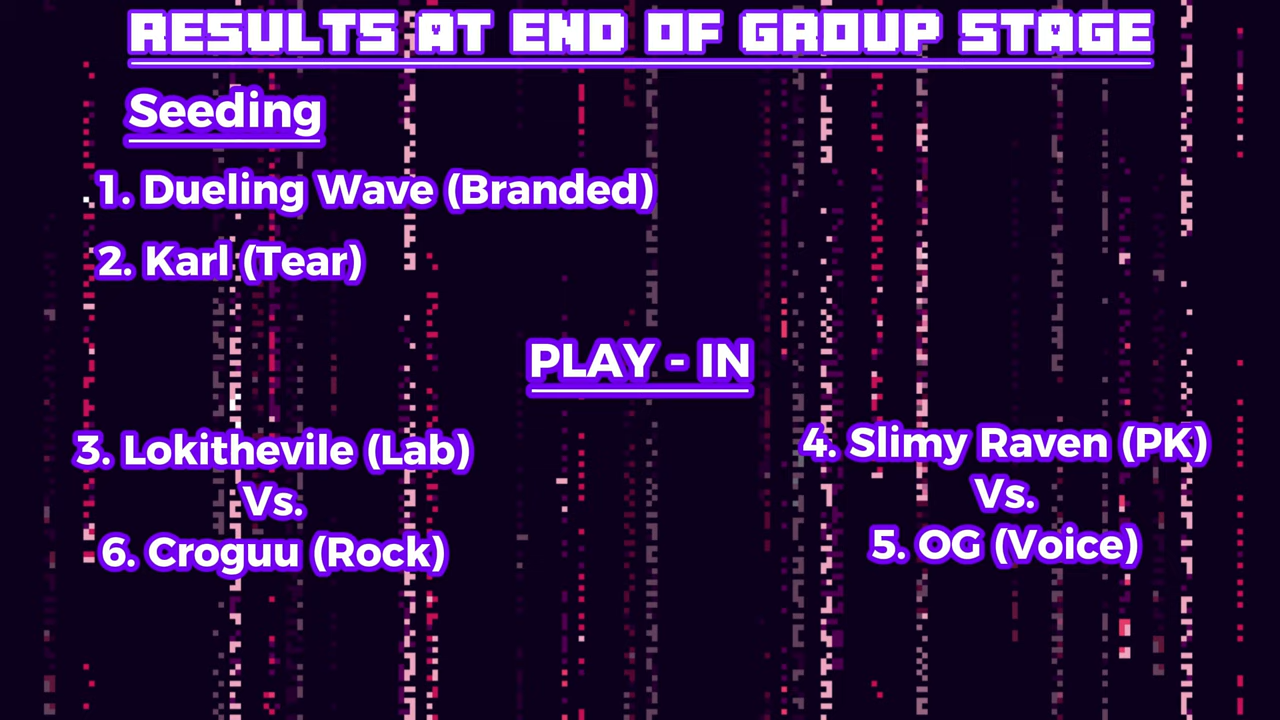 RESULTS AT END OF GROUP STAGE
Seeding
1. Dueling Wave (Branded)
2. Karl (Tear)
PLAY - IN
3. Lokithevile (Lab)
Vs.
6. Croguu (Rock)
4. Slimy Raven (PK)
Vs.
5. OG (Voice)